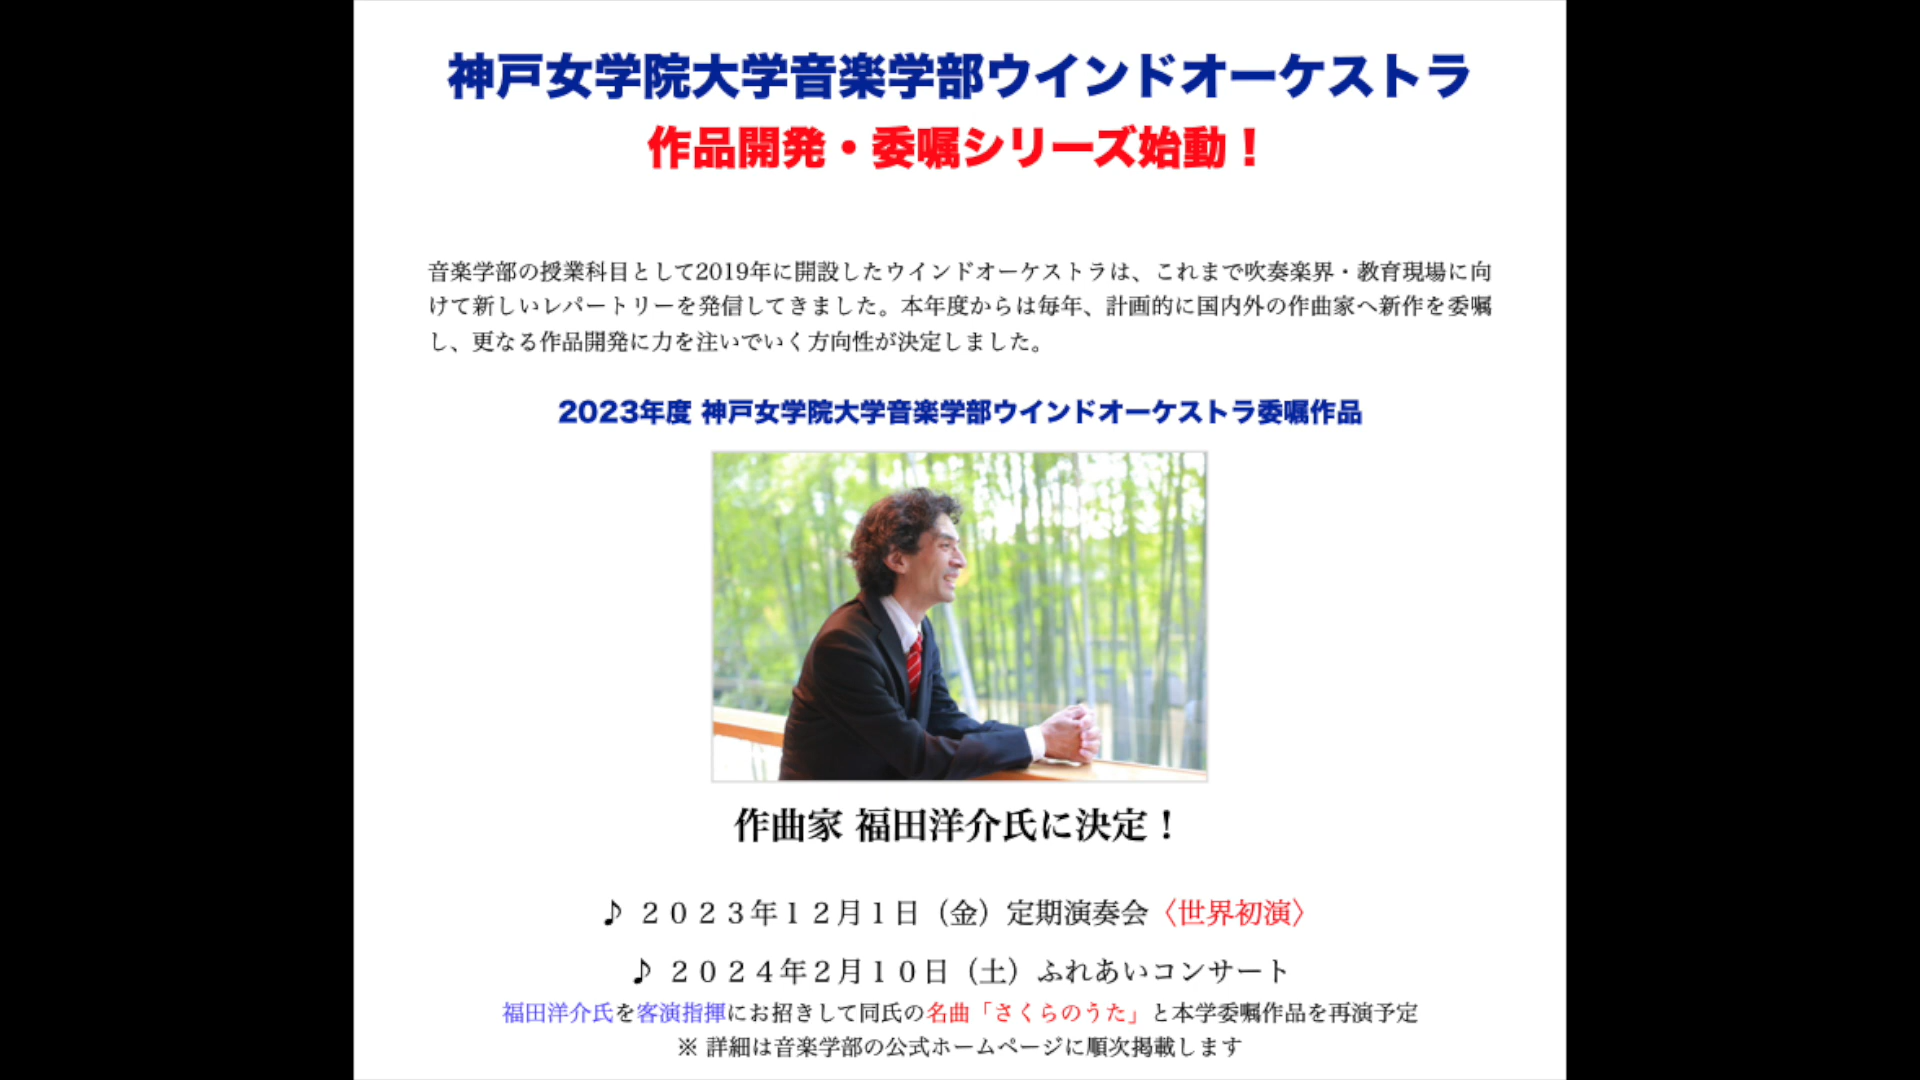 神戸女学院大学音楽学部ウインドオーケストラ
作品開発・委嘱シリーズ始動！
音楽学部の授業科目として2019年に開設したウインドオーケストラは、これまで吹奏楽界・教育現場に向
けて新しいレパートリーを発信してきました。本年度からは毎年、計画的に国内外の作曲家へ新作を委嘱
し、更なる作品開発に力を注いでいく方向性が決定しました。
2023年度 神戸女学院大学音楽学部ウインドオーケストラ委嘱作品
作曲家 福田洋介氏に決定！
♪ ２０２３年１２月１日（金）定期演奏会〈世界初演〉
♪ ２０２４年２月１０日（土）ふれあいコンサート
福田洋介氏を客演指揮にお招きして同氏の名曲「さくらのうた」と本学委嘱作品を再演予定
※ 詳細は音楽学部の公式ホームページに順次掲載します